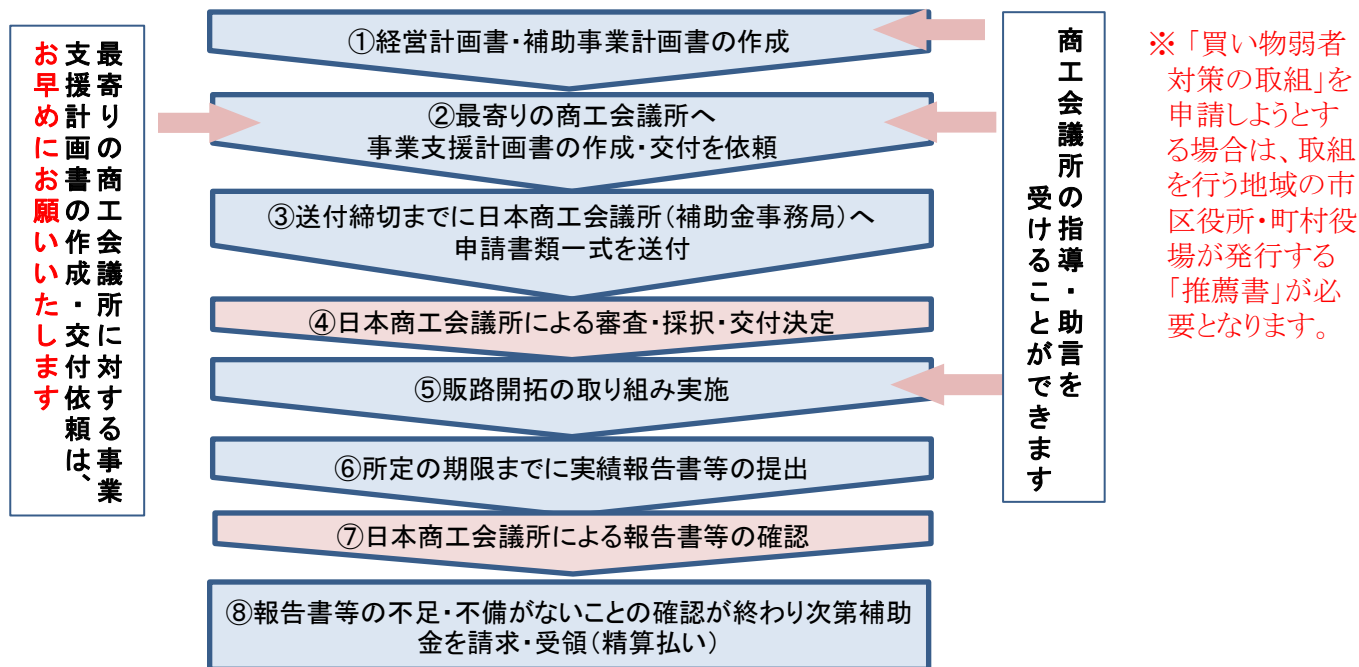 最寄りの商工会議所に対する事業
支援計画書の作成・交付依頼は、
お早めにお願いいたします
①経営計画書・補助事業計画書の作成
②最寄りの商工会議所へ
事業支援計画書の作成・交付を依頼
③送付締切までに日本商工会議所(補助金事務局)へ
申請書類一式を送付
④日本商工会議所による審査・採択・交付決定
⑤販路開拓の取り組み実施
⑥所定の期限までに実績報告書等の提出
⑦日本商工会議所による報告書等の確認
⑧報告書等の不足・不備がないことの確認が終わり次第補助
金を請求・受領(精算払い)
商工会議所の指導・助言を
受けることができます
※「買い物弱者
対策の取組」を
申請しようとす
る場合は、取組
を行う地域の市
区役所・町村役
場が発行する
「推薦書」が必
要となります。